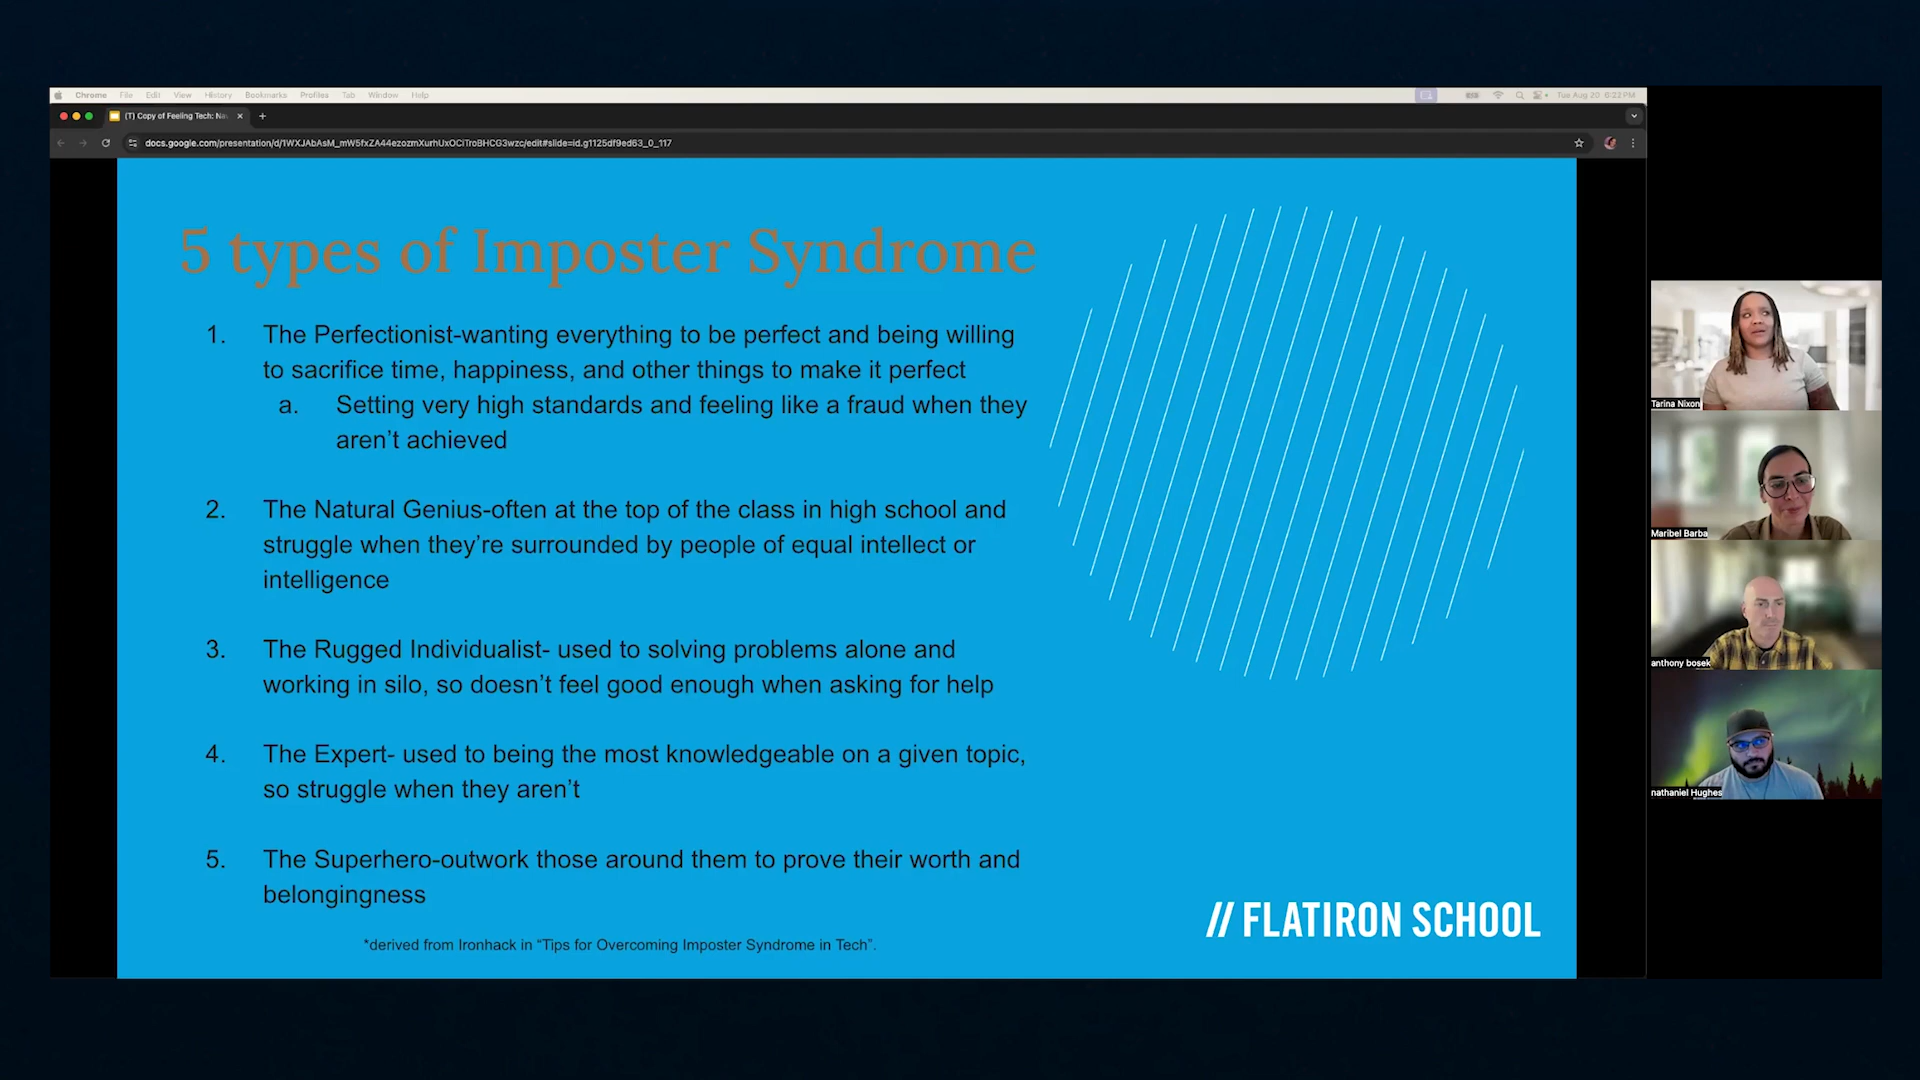 Chrome File Edit View History Bookmarks Profiles Tab Window Help
Tue Aug 20 6:22 PM
(T) Copy of Feeling Tech: Na
docs.google.com/presentation/d/1WXJAbAsM_mW5fxZA44ezozmXurhUxOCiTroBHCG3wzc/edit#slide=id.g1125df9ed63_0_117
5 types of Imposter Syndrome
1. The Perfectionist-wanting everything to be perfect and being willing
to sacrifice time, happiness, and other things to make it perfect
a. Setting very high standards and feeling like a fraud when they
aren’t achieved
2. The Natural Genius-often at the top of the class in high school and
struggle when they’re surrounded by people of equal intellect or
intelligence
3. The Rugged Individualist- used to solving problems alone and
working in silo, so doesn’t feel good enough when asking for help
4. The Expert- used to being the most knowledgeable on a given topic,
so struggle when they aren’t
5. The Superhero-outwork those around them to prove their worth and
belongingness
*derived from Ironhack in “Tips for Overcoming Imposter Syndrome in Tech”.
// FLATIRON SCHOOL
Tarina Nixon
Maribel Barba
anthony bosek
nathaniel Hughes